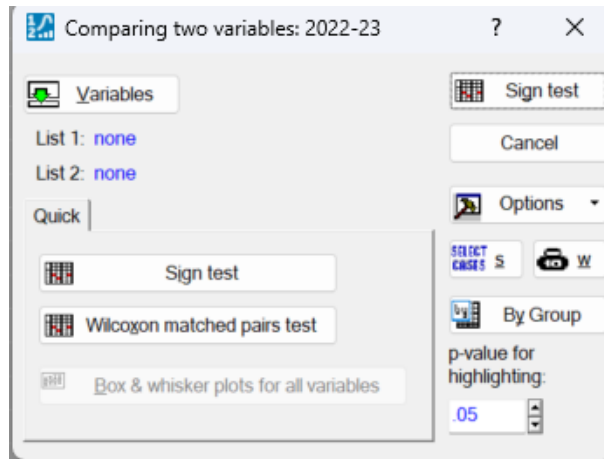 Comparing two variables: 2022-23
?
Variables
List 1: none
List 2: none
Quick
Sign test
Wilcoxon matched pairs test
Box & whisker plots for all variables
Sign test
Cancel
Options
SELECT CASES S
W
By Group
p-value for
highlighting:
.05